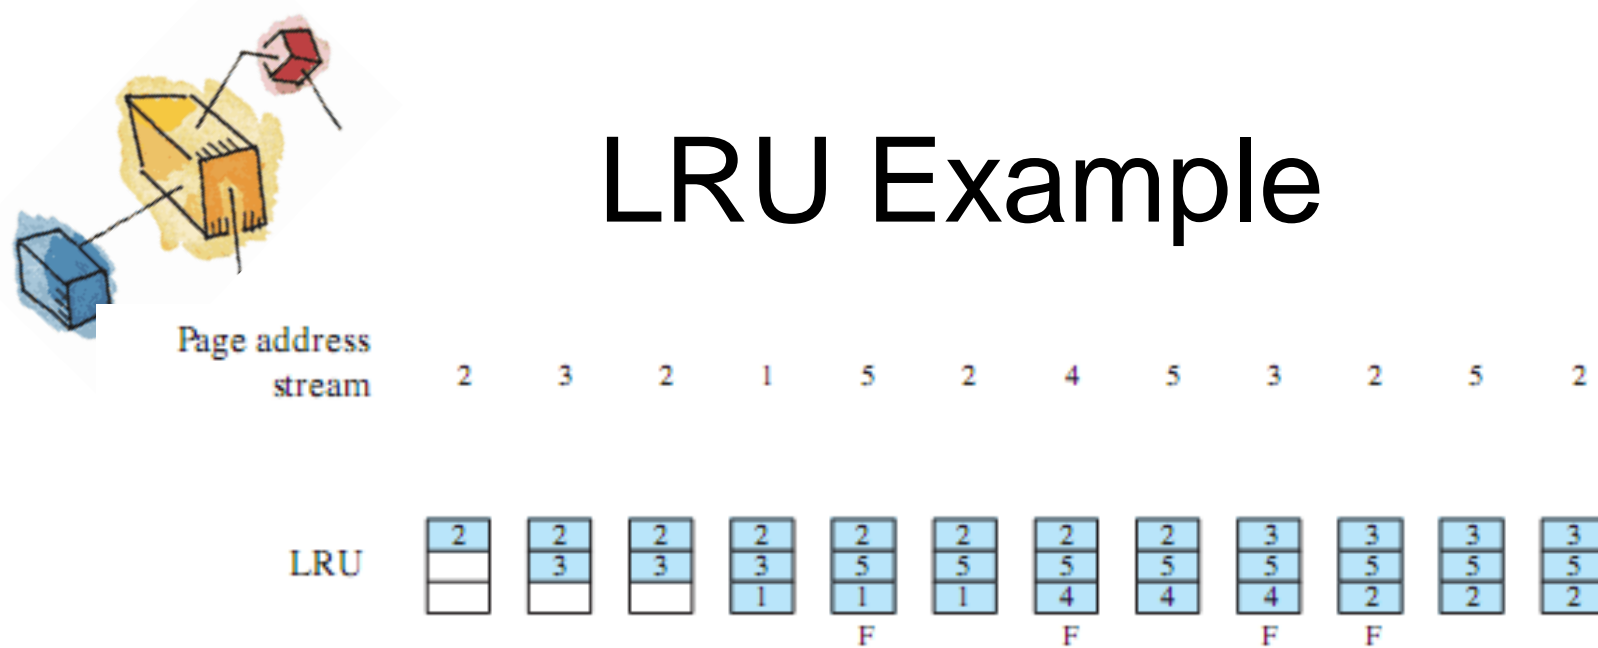 LRU Example
Page address
stream 2 3 2 1 5 2 4 5 3 2 5 2
2 2 2 2 2 2 2 2 3 3 3 3
LRU 3 3 3 5 5 5 5 5 5 5 5
1 1 1 4 4 4 2 2 2
F F F F